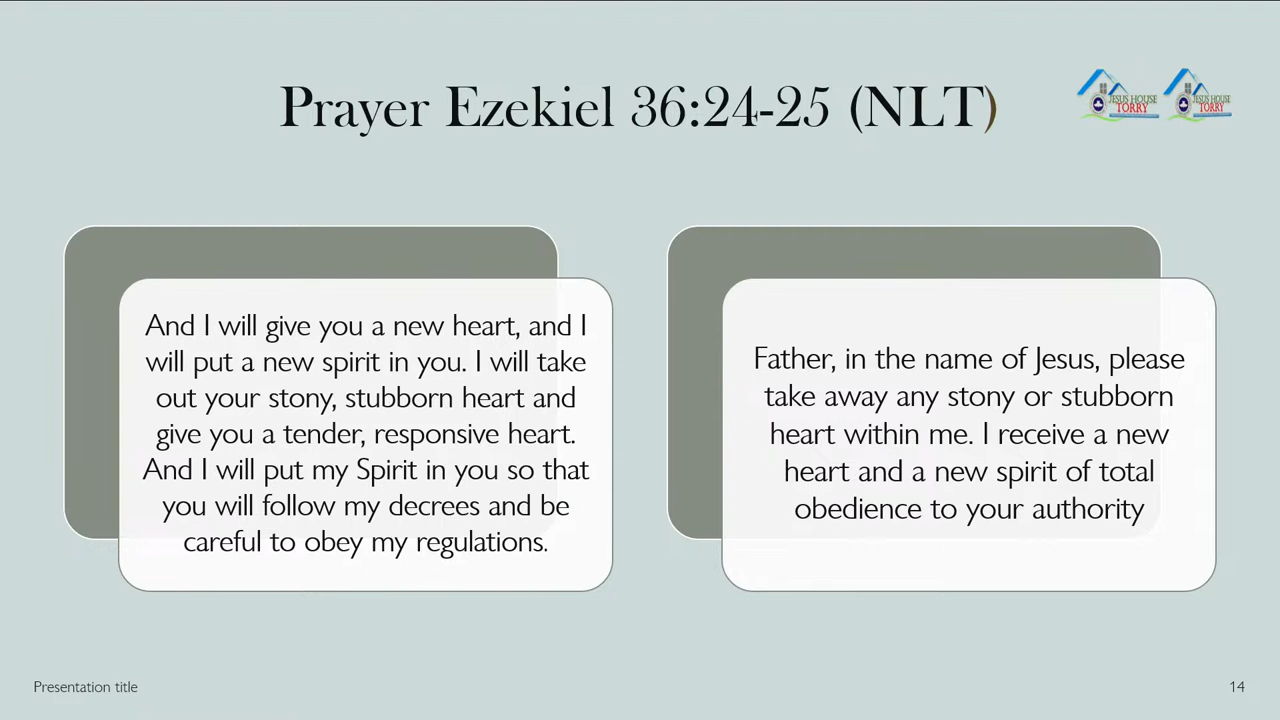 Prayer Ezekiel 36:24-25 (NLT)
JESUS HOUSE
TORRY
JESUS HOUSE
TORRY
And I will give you a new heart, and I
will put a new spirit in you. I will take
out your stony, stubborn heart and
give you a tender, responsive heart.
And I will put my Spirit in you so that
you will follow my decrees and be
careful to obey my regulations.
Father, in the name of Jesus, please
take away any stony or stubborn
heart within me. I receive a new
heart and a new spirit of total
obedience to your authority
Presentation title
14